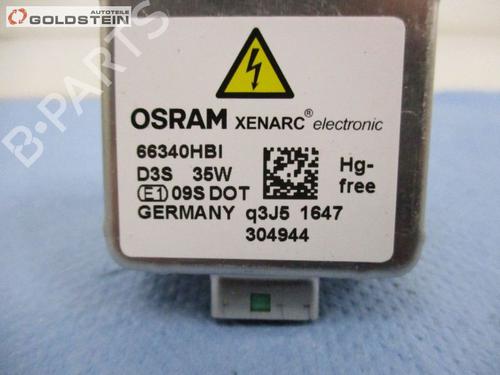 Autoteile
GOLDSTEIN
B-PARTS
OSRAM XENARC® electronic
66340HBI
D3S 35W
Hg-
free
E1 09S DOT
GERMANY q3J5 1647
304944